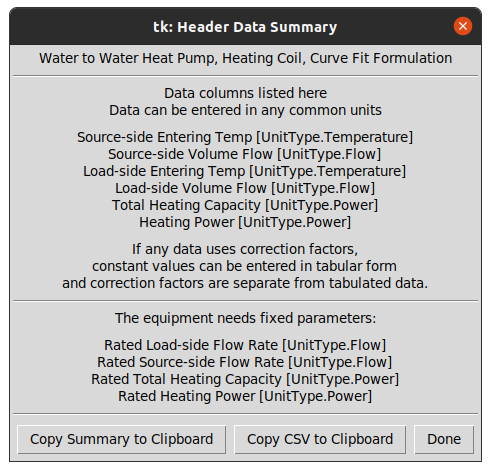 tk: Header Data Summary
Water to Water Heat Pump, Heating Coil, Curve Fit Formulation
Data columns listed here
Data can be entered in any common units
Source-side Entering Temp [UnitType.Temperature]
Source-side Volume Flow [UnitType.Flow]
Load-side Entering Temp [UnitType.Temperature]
Load-side Volume Flow [UnitType.Flow]
Total Heating Capacity [UnitType.Power]
Heating Power [UnitType.Power]
If any data uses correction factors,
constant values can be entered in tabular form
and correction factors are separate from tabulated data.
The equipment needs fixed parameters:
Rated Load-side Flow Rate [UnitType.Flow]
Rated Source-side Flow Rate [UnitType.Flow]
Rated Total Heating Capacity [UnitType.Power]
Rated Heating Power [UnitType.Power]
Copy Summary to Clipboard
Copy CSV to Clipboard
Done